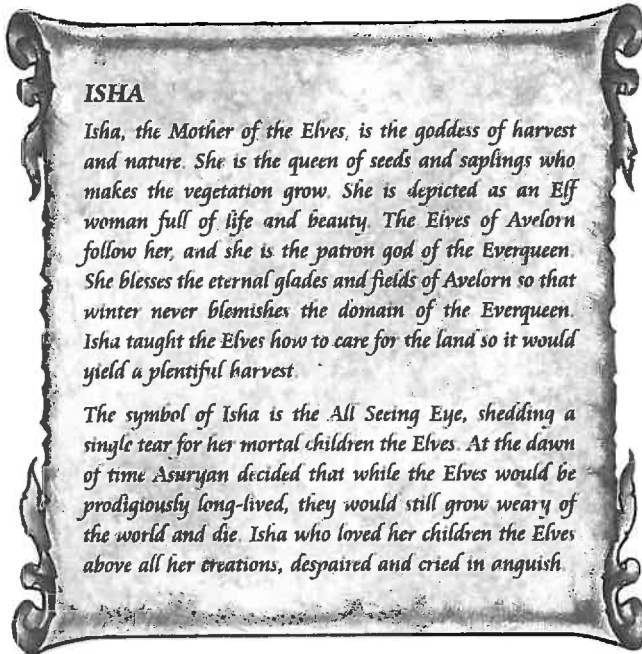 ISHA
Isha, the Mother of the Elves, is the goddess of harvest
and nature. She is the queen of seeds and saplings who
makes the vegetation grow. She is depicted as an Elf
woman full of life and beauty. The Elves of Avelorn
follow her, and she is the patron god of the Everqueen.
She blesses the eternal glades and fields of Avelorn so that
winter never blemishes the domain of the Everqueen.
Isha taught the Elves how to care for the land so it would
yield a plentiful harvest.
The symbol of Isha is the All Seeing Eye, shedding a
single tear for her mortal children the Elves. At the dawn
of time Asuryan decided that while the Elves would be
prodigiously long-lived, they would still grow weary of
the world and die. Isha who loved her children the Elves
above all her creations, despaired and cried in anguish.